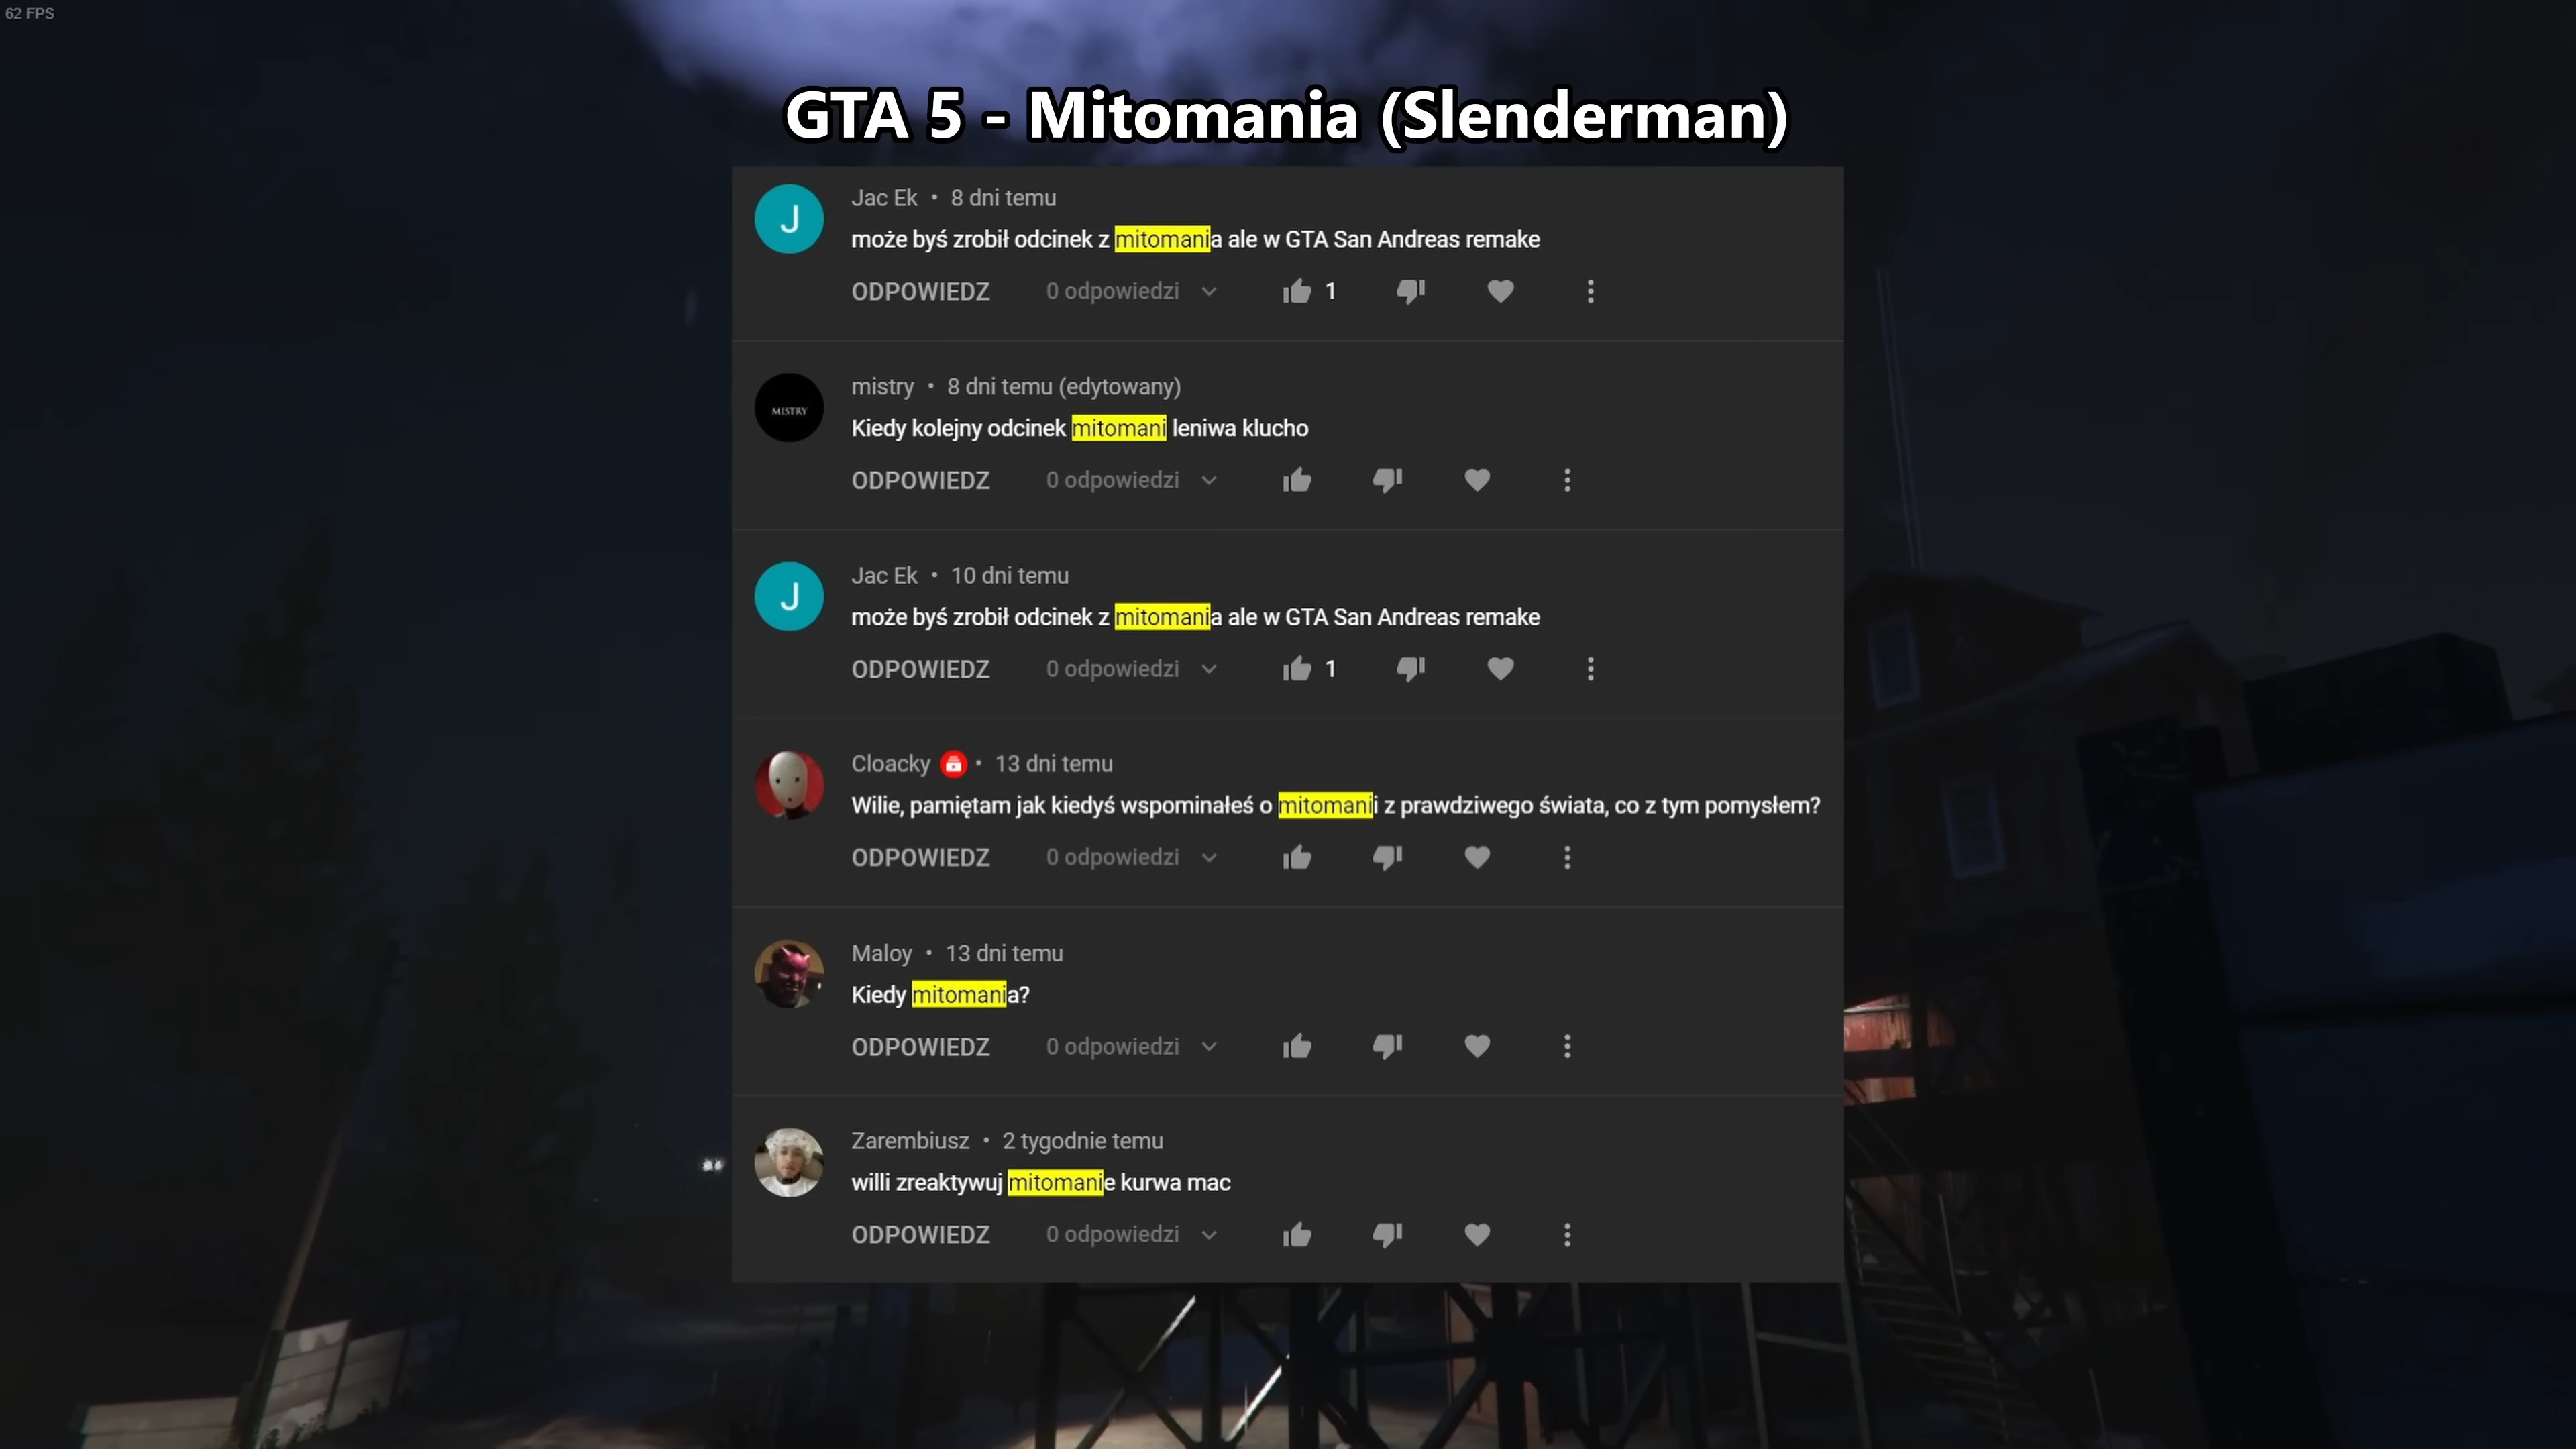 62 FPS
GTA 5 - Mitomania (Slenderman)
J
Jac Ek • 8 dni temu
może byś zrobił odcinek z mitomania ale w GTA San Andreas remake
ODPOWIEDZ 0 odpowiedzi 1
MISTRY
mistry • 8 dni temu (edytowany)
Kiedy kolejny odcinek mitomani leniwa klucho
ODPOWIEDZ 0 odpowiedzi
J
Jac Ek • 10 dni temu
może byś zrobił odcinek z mitomania ale w GTA San Andreas remake
ODPOWIEDZ 0 odpowiedzi 1
Cloacky • 13 dni temu
Wilie, pamiętam jak kiedyś wspominałeś o mitomanii z prawdziwego świata, co z tym pomysłem?
ODPOWIEDZ 0 odpowiedzi
Maloy • 13 dni temu
Kiedy mitomania?
ODPOWIEDZ 0 odpowiedzi
Zarembiusz • 2 tygodnie temu
willi zreaktywuj mitomanie kurwa mac
ODPOWIEDZ 0 odpowiedzi